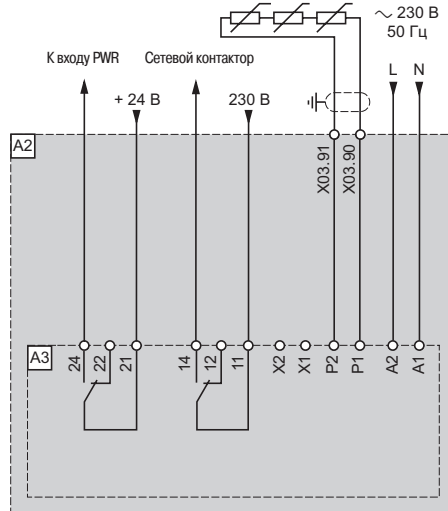 ~ 230 В
50 Гц
К входу PWR
Сетевой контактор
L
N
+ 24 В
230 В
A2
X03.91
X03.90
A3
24
22
21
14
12
11
X2
X1
P2
P1
A2
A1